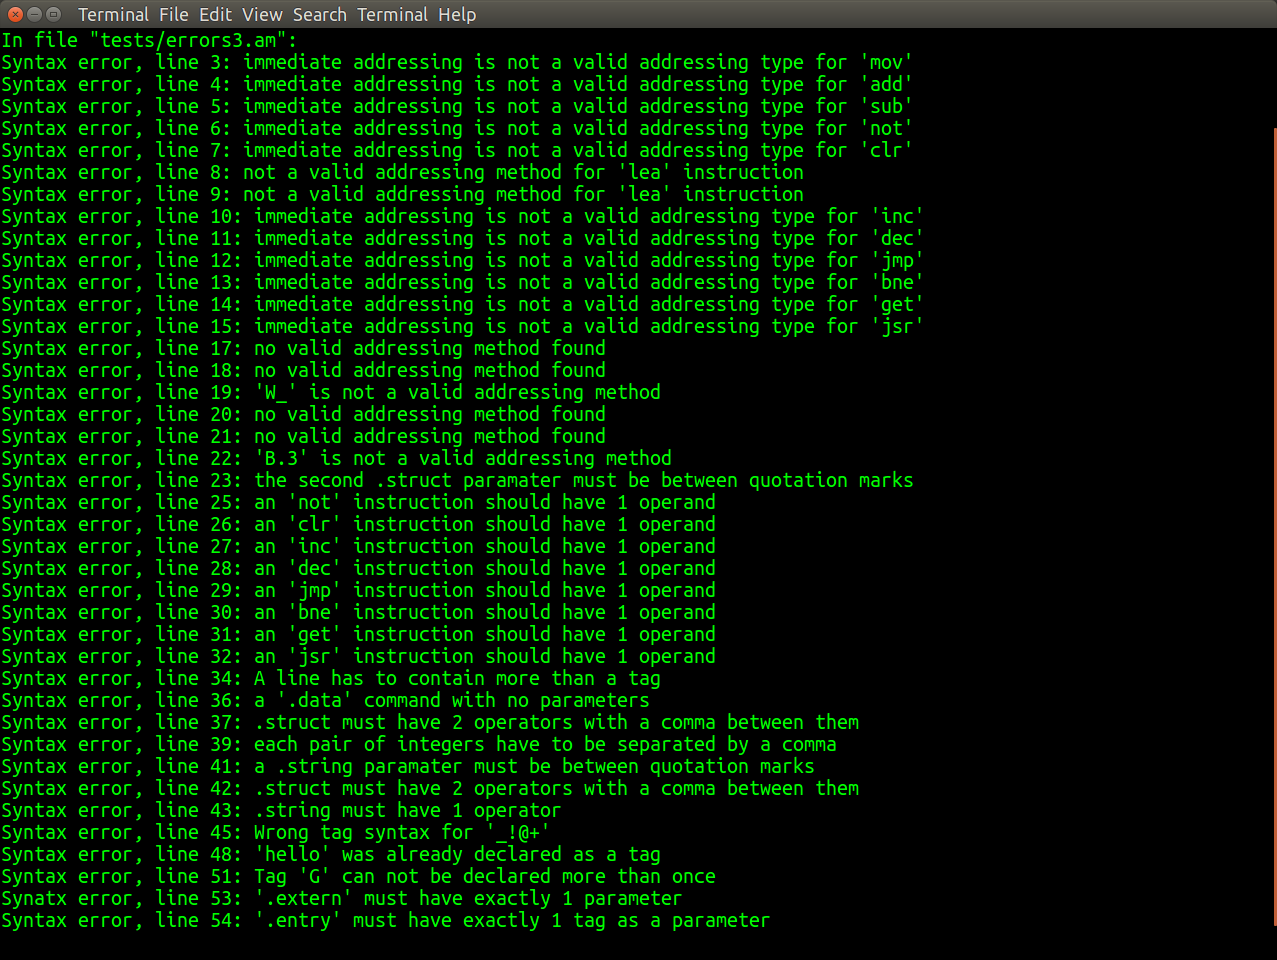 Terminal File Edit View Search Terminal Help
In file "tests/errors3.am":
Syntax error, line 3: immediate addressing is not a valid addressing type for 'mov'
Syntax error, line 4: immediate addressing is not a valid addressing type for 'add'
Syntax error, line 5: immediate addressing is not a valid addressing type for 'sub'
Syntax error, line 6: immediate addressing is not a valid addressing type for 'not'
Syntax error, line 7: immediate addressing is not a valid addressing type for 'clr'
Syntax error, line 8: not a valid addressing method for 'lea' instruction
Syntax error, line 9: not a valid addressing method for 'lea' instruction
Syntax error, line 10: immediate addressing is not a valid addressing type for 'inc'
Syntax error, line 11: immediate addressing is not a valid addressing type for 'dec'
Syntax error, line 12: immediate addressing is not a valid addressing type for 'jmp'
Syntax error, line 13: immediate addressing is not a valid addressing type for 'bne'
Syntax error, line 14: immediate addressing is not a valid addressing type for 'get'
Syntax error, line 15: immediate addressing is not a valid addressing type for 'jsr'
Syntax error, line 17: no valid addressing method found
Syntax error, line 18: no valid addressing method found
Syntax error, line 19: 'W_' is not a valid addressing method
Syntax error, line 20: no valid addressing method found
Syntax error, line 21: no valid addressing method found
Syntax error, line 22: 'B.3' is not a valid addressing method
Syntax error, line 23: the second .struct paramater must be between quotation marks
Syntax error, line 25: an 'not' instruction should have 1 operand
Syntax error, line 26: an 'clr' instruction should have 1 operand
Syntax error, line 27: an 'inc' instruction should have 1 operand
Syntax error, line 28: an 'dec' instruction should have 1 operand
Syntax error, line 29: an 'jmp' instruction should have 1 operand
Syntax error, line 30: an 'bne' instruction should have 1 operand
Syntax error, line 31: an 'get' instruction should have 1 operand
Syntax error, line 32: an 'jsr' instruction should have 1 operand
Syntax error, line 34: A line has to contain more than a tag
Syntax error, line 36: a '.data' command with no parameters
Syntax error, line 37: .struct must have 2 operators with a comma between them
Syntax error, line 39: each pair of integers have to be separated by a comma
Syntax error, line 41: a .string paramater must be between quotation marks
Syntax error, line 42: .struct must have 2 operators with a comma between them
Syntax error, line 43: .string must have 1 operator
Syntax error, line 45: Wrong tag syntax for '_!@+'
Syntax error, line 48: 'hello' was already declared as a tag
Syntax error, line 51: Tag 'G' can not be declared more than once
Synatx error, line 53: '.extern' must have exactly 1 parameter
Syntax error, line 54: '.entry' must have exactly 1 tag as a parameter